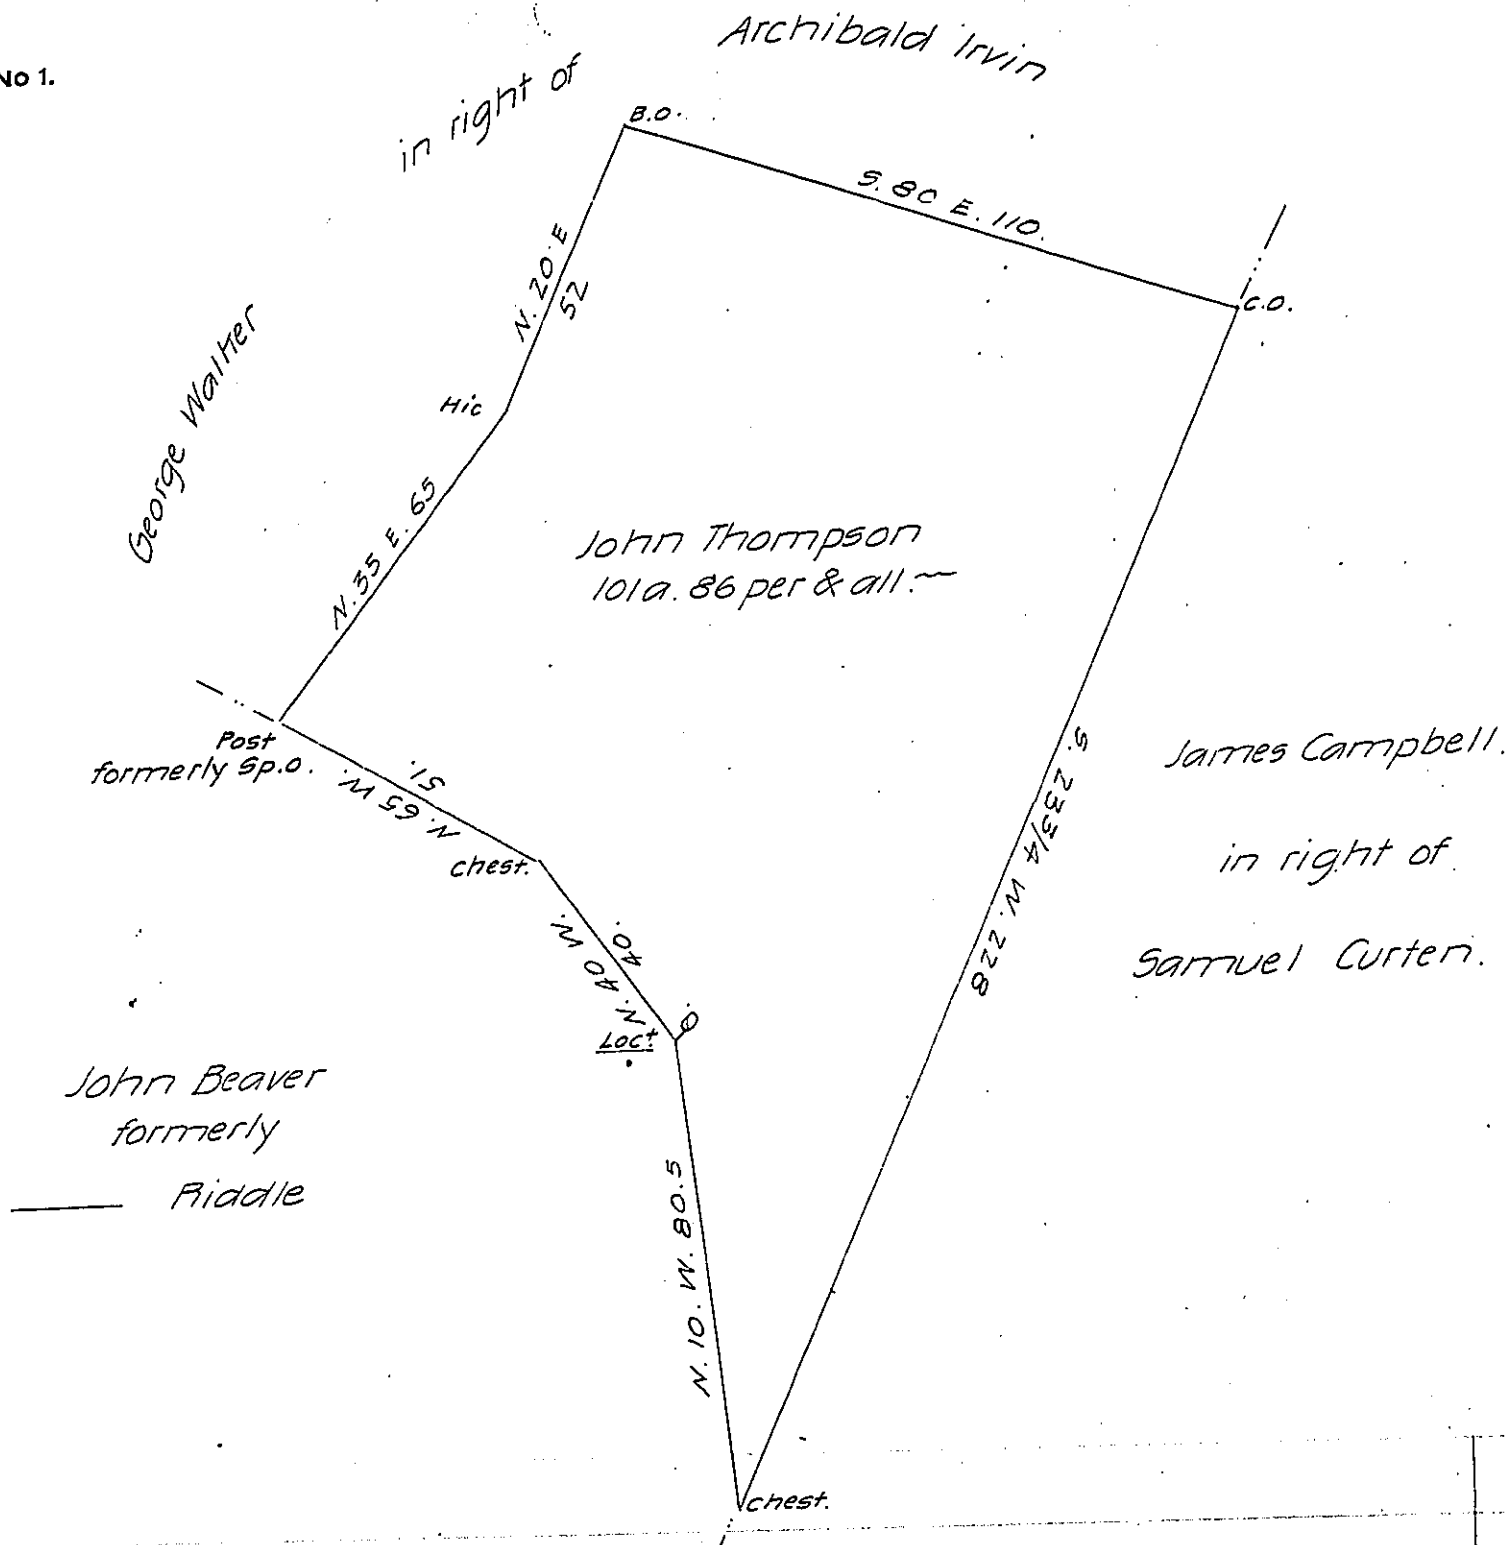 No 1.
Archibald Irvin
in right of
B.O.
S. 80 E. 110.
C.O.
N. 20 E
52
George Walker
Hic
N. 35 E. 65
John Thompson
101a. 86 per & all.~
Post
formerly Sp.O.
N. 65 W.
51.
Chest.
N. 40 W.
40.
Loct.
O.
S. 23 3/4 W. 228
James Campbell.
in right of
Samuel Curten.
John Beaver
formerly
——— Riddle
N. 10. W. 80.5
Chest.